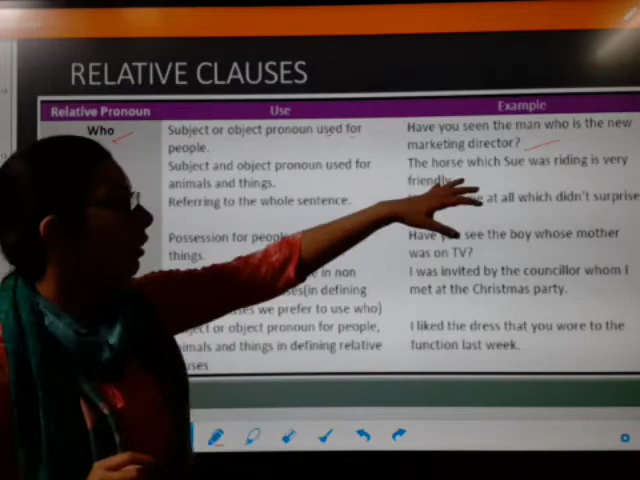 RELATIVE CLAUSES
Relative Pronoun Use Example
Who Subject or object pronoun used for people. Have you seen the man who is the new marketing director?
Subject and object pronoun used for animals and things. The horse which Sue was riding is very friendly.
Referring to the whole sentence. at all which didn't surprise
Possession for people things. Have you see the boy whose mother was on TV?
in non (in defining we prefer to use who) I was invited by the councillor whom I met at the Christmas party.
or object pronoun for people, animals and things in defining relative I liked the dress that you wore to the function last week.